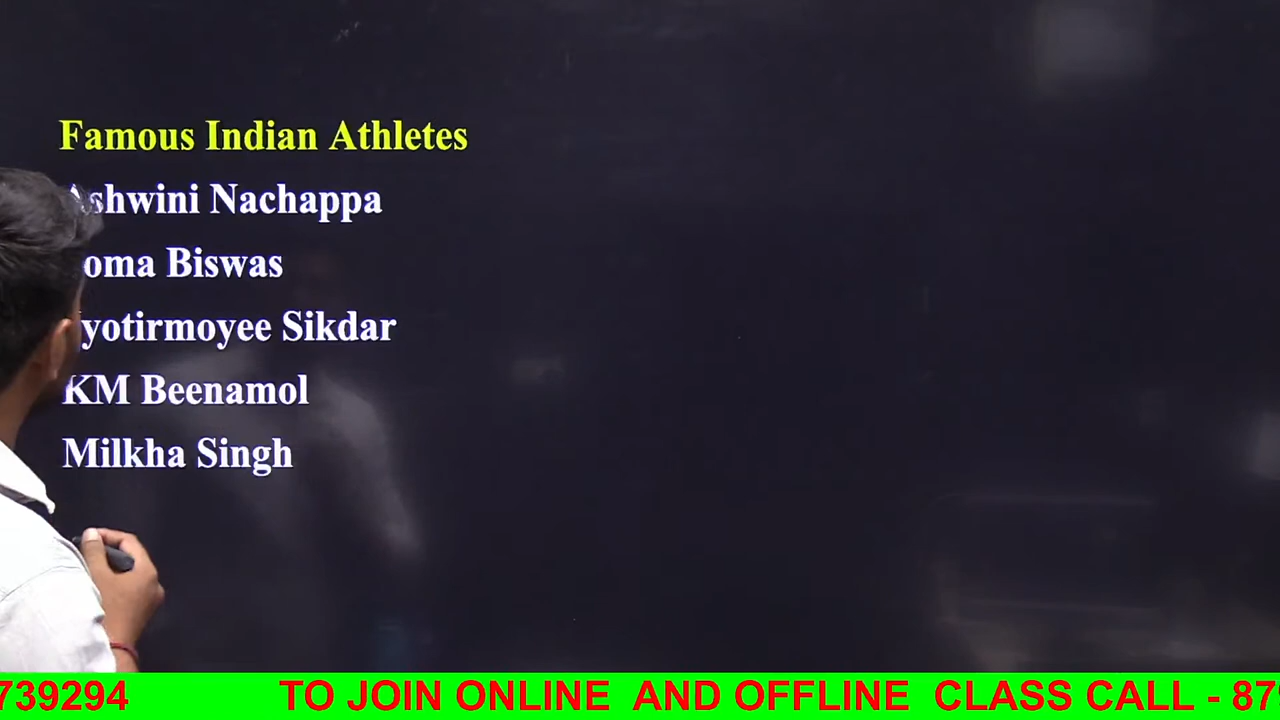 Famous Indian Athletes
Ashwini Nachappa
oma Biswas
yotirmoyee Sikdar
KM Beenamol
Milkha Singh
739294 TO JOIN ONLINE AND OFFLINE CLASS CALL - 87